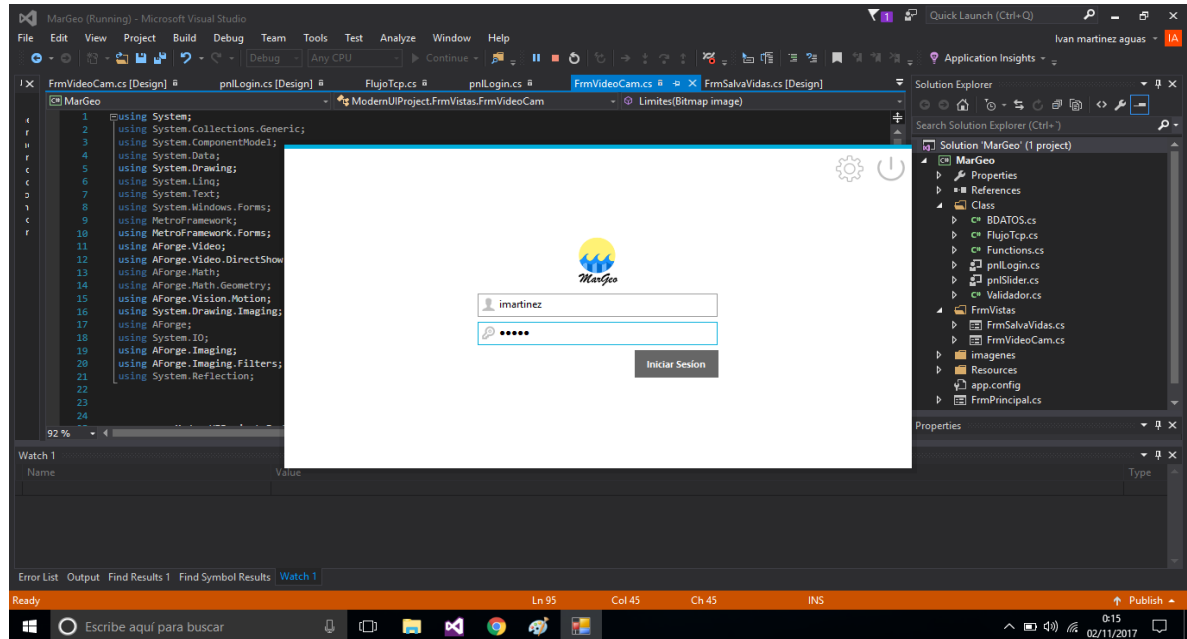 MarGeo (Running) - Microsoft Visual Studio
1
Quick Launch (Ctrl+Q)
File Edit View Project Build Debug Team Tools Test Analyze Window Help
Ivan martinez aguas
IA
Debug Any CPU Continue Application Insights
FrmVideoCam.cs [Design] pnlLogin.cs [Design] FlujoTcp.cs pnlLogin.cs FrmVideoCam.cs FrmSalvaVidas.cs [Design]
MarGeo ModernUIProject.FrmVistas.FrmVideoCam Limites(Bitmap image)
1 using System;
2 using System.Collections.Generic;
3 using System.ComponentModel;
4 using System.Data;
5 using System.Drawing;
6 using System.Linq;
7 using System.Text;
8 using System.Windows.Forms;
9 using MetroFramework;
10 using MetroFramework.Forms;
11 using AForge.Video;
12 using AForge.Video.DirectShow
13 using AForge.Math;
14 using AForge.Math.Geometry;
15 using AForge.Vision.Motion;
16 using System.Drawing.Imaging;
17 using AForge;
18 using System.IO;
19 using AForge.Imaging;
20 using AForge.Imaging.Filters;
21 using System.Reflection;
22
23
24
92 %
MarGeo
imartinez
Iniciar Sesíon
Solution Explorer
Search Solution Explorer (Ctrl+´)
Solution 'MarGeo' (1 project)
MarGeo
Properties
References
Class
BDATOS.cs
FlujoTcp.cs
Functions.cs
pnlLogin.cs
pnlSlider.cs
Validador.cs
FrmVistas
FrmSalvaVidas.cs
FrmVideoCam.cs
imagenes
Resources
app.config
FrmPrincipal.cs
Properties
Watch 1
Name Value Type
Error List Output Find Results 1 Find Symbol Results Watch 1
Ready Ln 95 Col 45 Ch 45 INS Publish
Escribe aquí para buscar
0:15
02/11/2017